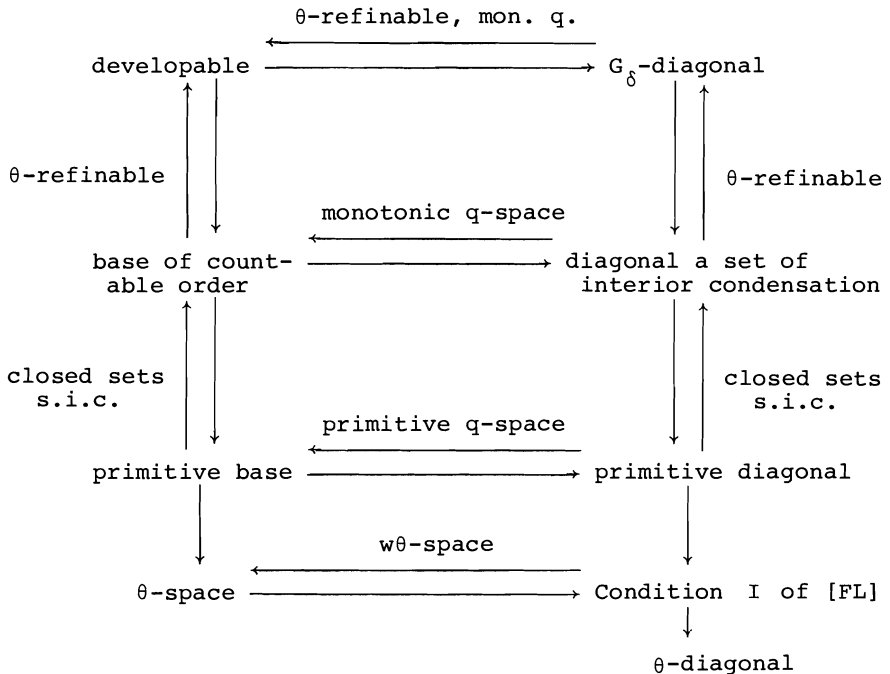 θ-refinable, mon. q.
developable
G_δ-diagonal
θ-refinable
θ-refinable
monotonic q-space
base of count-
able order
diagonal a set of
interior condensation
closed sets
s.i.c.
closed sets
s.i.c.
primitive q-space
primitive base
primitive diagonal
wθ-space
θ-space
Condition I of [FL]
θ-diagonal